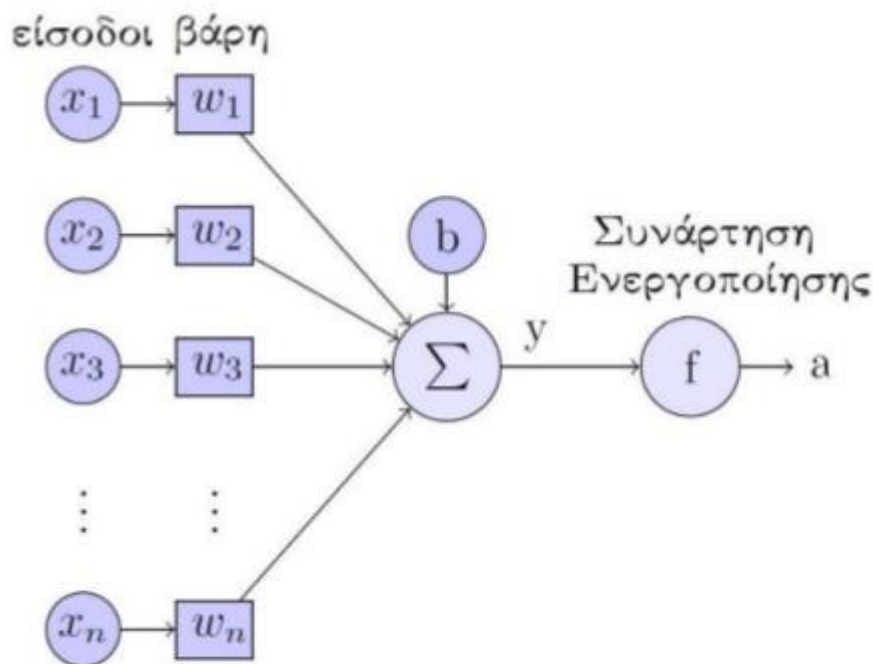 είσοδοι βάρη
x₁ w₁
x₂ w₂
b
Συνάρτηση
Ενεργοποίησης
x₃ w₃ Σ y f a
⋮ ⋮
xₙ wₙ